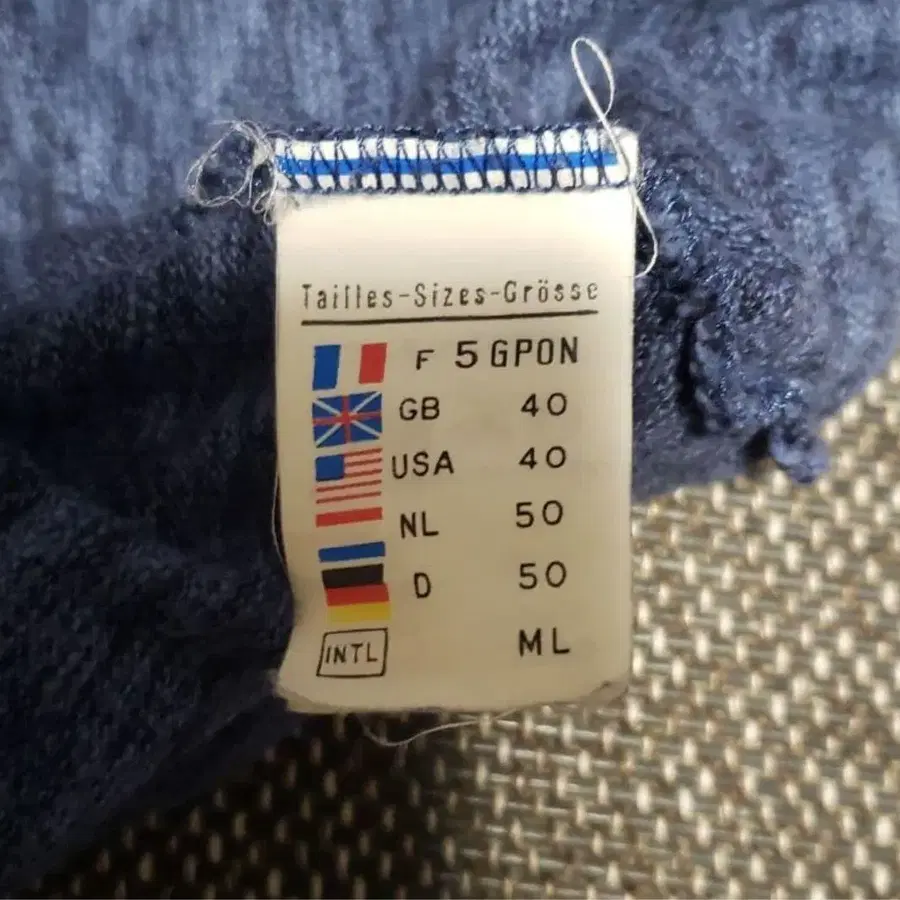 Tailles-Sizes-Grösse
F 5 GPON
GB 40
USA 40
NL 50
D 50
INTL ML